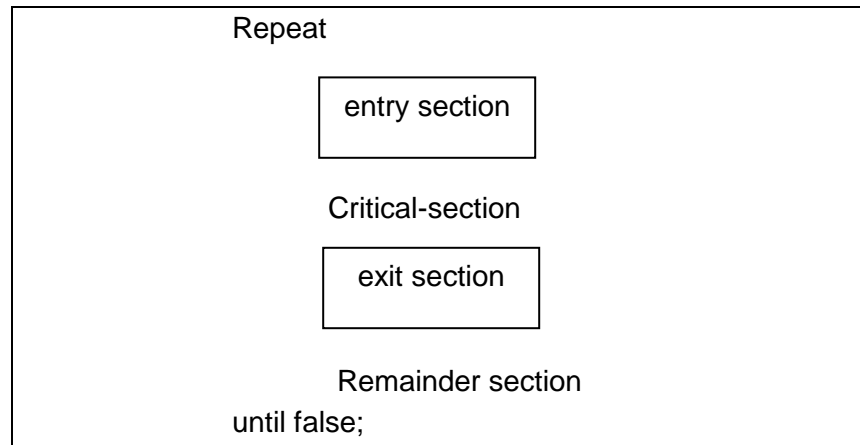 Repeat
entry section
Critical-section
exit section
Remainder section
until false;